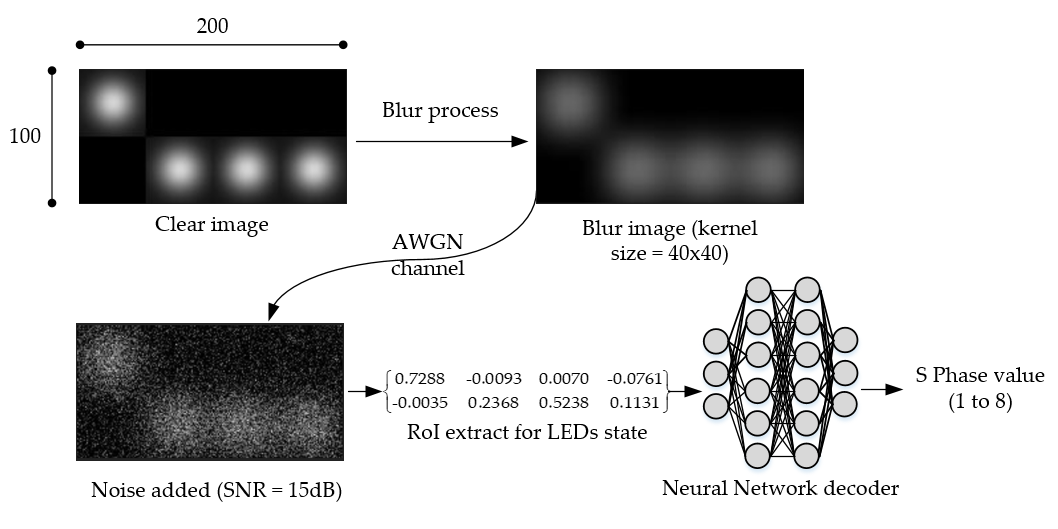 200
100
Blur process
Clear image
Blur image (kernel
size = 40x40)
AWGN
channel
0.7288 -0.0093 0.0070 -0.0761
-0.0035 0.2368 0.5238 0.1131
RoI extract for LEDs state
S Phase value
(1 to 8)
Noise added (SNR = 15dB)
Neural Network decoder